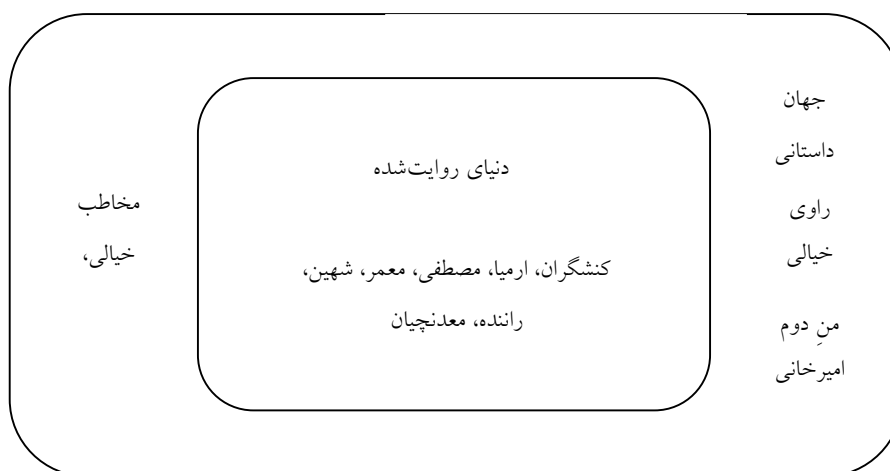 جهان
داستانی
راوی
خیالی
منِ دوم
امیرخانی
دنیای روایت‌شده
کنشگران، ارمیا، مصطفی، معمر، شهین،
راننده، معدنچیان
مخاطب
خیالی،